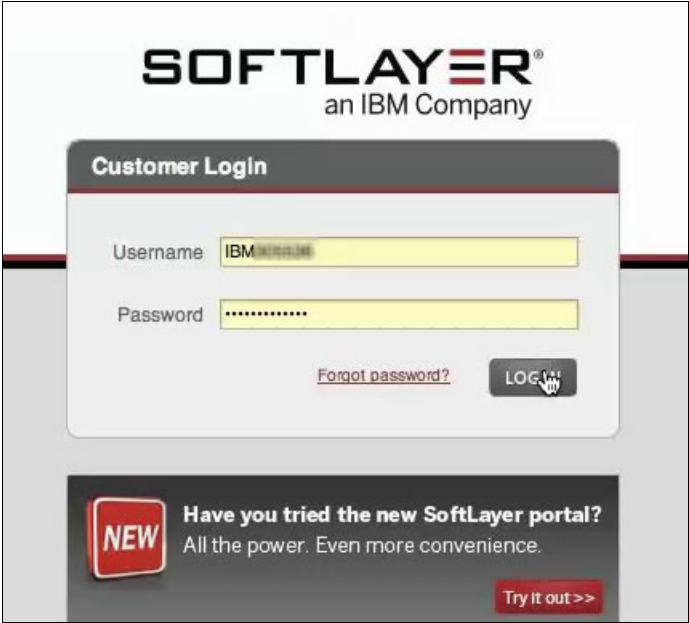 SOFTLAYER®
an IBM Company
Customer Login
Username IBM
Password •••••••••••••
Forgot password?
NEW
Have you tried the new SoftLayer portal?
All the power. Even more convenience.
Try it out >>